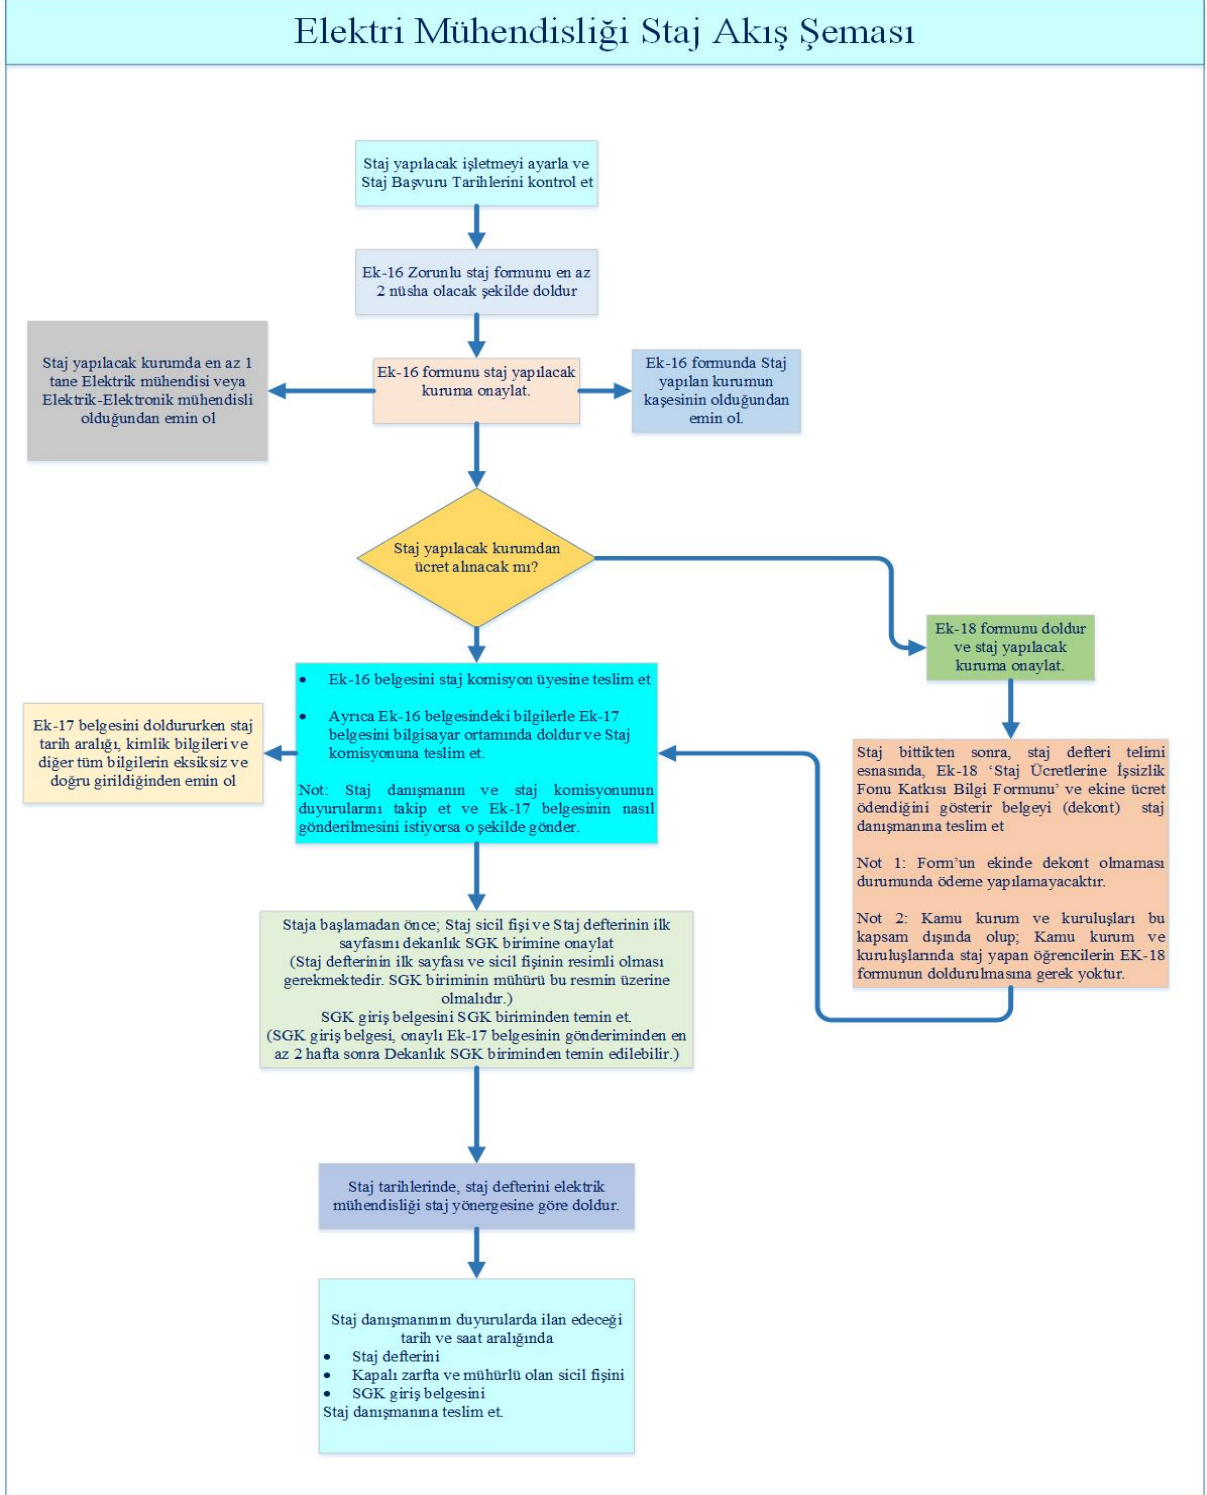 Elektri Mühendisliği Staj Akış Şeması
Staj yapılacak işletmeyi ayarla ve
Staj Başvuru Tarihlerini kontrol et
Ek-16 Zorunlu staj formunu en az
2 nüsha olacak şekilde doldur
Staj yapılacak kurumda en az 1
tane Elektrik mühendisi veya
Elektrik-Elektronik mühendisli
olduğundan emin ol
Ek-16 formunu staj yapılacak
kuruma onaylat.
Ek-16 formunda Staj
yapılan kurumun
kaşesinin olduğundan
emin ol.
Staj yapılacak kurumdan
ücret alınacak mı?
Ek-18 formunu doldur
ve staj yapılacak
kuruma onaylat.
• Ek-16 belgesini staj komisyon üyesine teslim et
• Ayrıca Ek-16 belgesindeki bilgilerle Ek-17
belgesini bilgisayar ortamında doldur ve Staj
komisyonuna teslim et.
Not: Staj danışmanın ve staj komisyonunun
duyurularını takip et ve Ek-17 belgesinin nasıl
gönderilmesini istiyorsa o şekilde gönder.
Ek-17 belgesini doldururken staj
tarih aralığı, kimlik bilgileri ve
diğer tüm bilgilerin eksiksiz ve
doğru girildiğinden emin ol
Staj bittikten sonra, staj defteri telimi
esnasında, Ek-18 ‘Staj Ücretlerine İşsizlik
Fonu Katkısı Bilgi Formunu’ ve ekine ücret
ödendiğini gösterir belgeyi (dekont) staj
danışmanına teslim et
Not 1: Form’un ekinde dekont olmaması
durumunda ödeme yapılamayacaktır.
Not 2: Kamu kurum ve kuruluşları bu
kapsam dışında olup; Kamu kurum ve
kuruluşlarında staj yapan öğrencilerin EK-18
formunun doldurulmasına gerek yoktur.
Staja başlamadan önce; Staj sicil fişi ve Staj defterinin ilk
sayfasını dekanlık SGK birimine onaylat
(Staj defterinin ilk sayfası ve sicil fişinin resimli olması
gerekmektedir. SGK biriminin mühürü bu resmin üzerine
olmalıdır.)
SGK giriş belgesini SGK biriminden temin et.
(SGK giriş belgesi, onaylı Ek-17 belgesinin gönderiminden en
az 2 hafta sonra Dekanlık SGK biriminden temin edilebilir.)
Staj tarihlerinde, staj defterini elektrik
mühendisliği staj yönergesine göre doldur.
Staj danışmanının duyurularda ilan edeceği
tarih ve saat aralığında
• Staj defterini
• Kapalı zarfta ve mühürlü olan sicil fişini
• SGK giriş belgesini
Staj danışmanına teslim et.